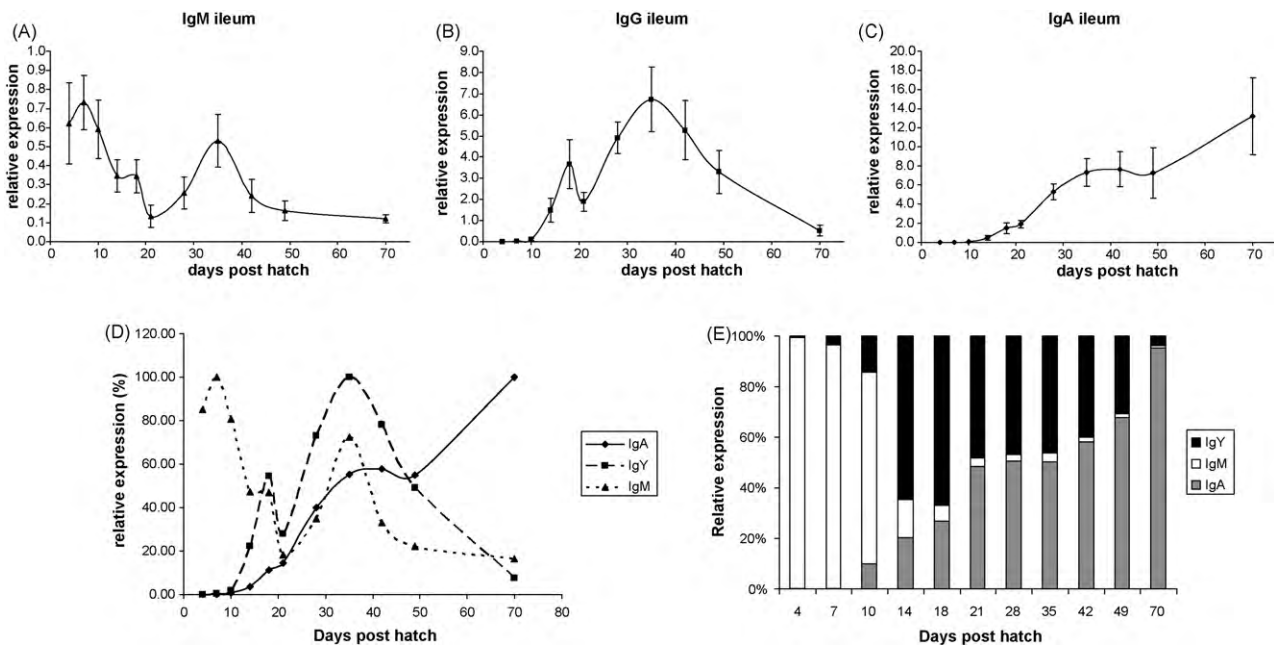 IgM ileum
(A)
relative expression
1.0
0.9
0.8
0.7
0.6
0.5
0.4
0.3
0.2
0.1
0.0
0 10 20 30 40 50 60 70
days post hatch
IgG ileum
(B)
relative expression
9.0
8.0
7.0
6.0
5.0
4.0
3.0
2.0
1.0
0.0
0 10 20 30 40 50 60 70
days post hatch
IgA ileum
(C)
relative expression
20.0
18.0
16.0
14.0
12.0
10.0
8.0
6.0
4.0
2.0
0.0
0 10 20 30 40 50 60 70
days post hatch
(D)
relative expression (%)
120.00
100.00
80.00
60.00
40.00
20.00
0.00
0 10 20 30 40 50 60 70 80
Days post hatch
IgA
IgY
IgM
(E)
Relative expression
100%
80%
60%
40%
20%
0%
4 7 10 14 18 21 28 35 42 49 70
Days post hatch
IgY
IgM
IgA